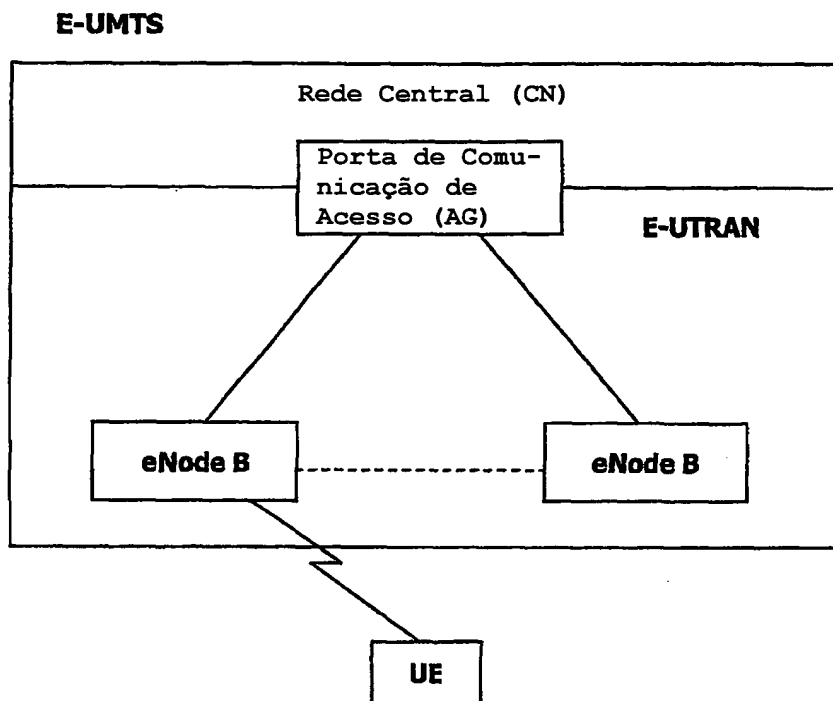 E-UMTS
Rede Central (CN)
Porta de Comu-
nicação de
Acesso (AG)
E-UTRAN
eNode B
eNode B
UE